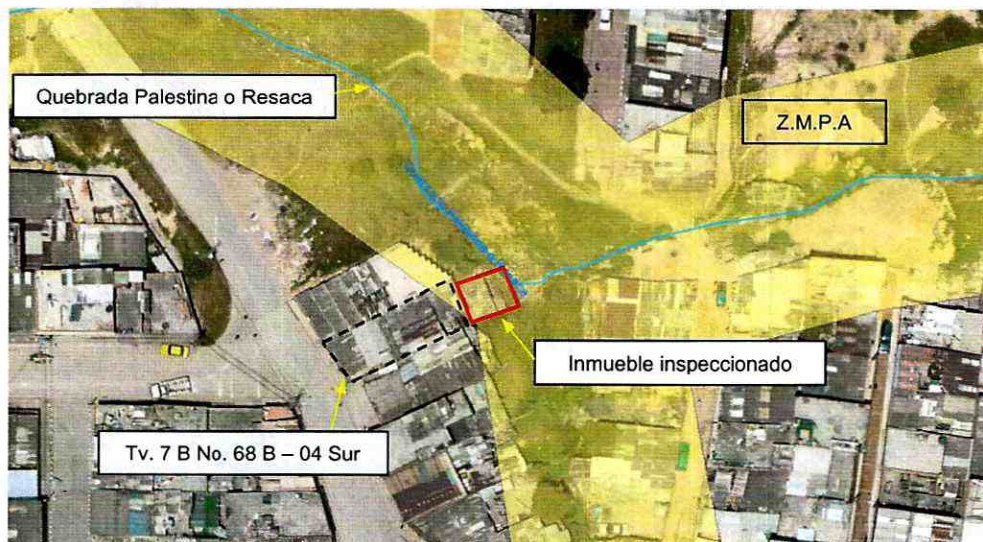 Quebrada Palestina o Resaca
Z.M.P.A
Inmueble inspeccionado
Tv. 7 B No. 68 B – 04 Sur